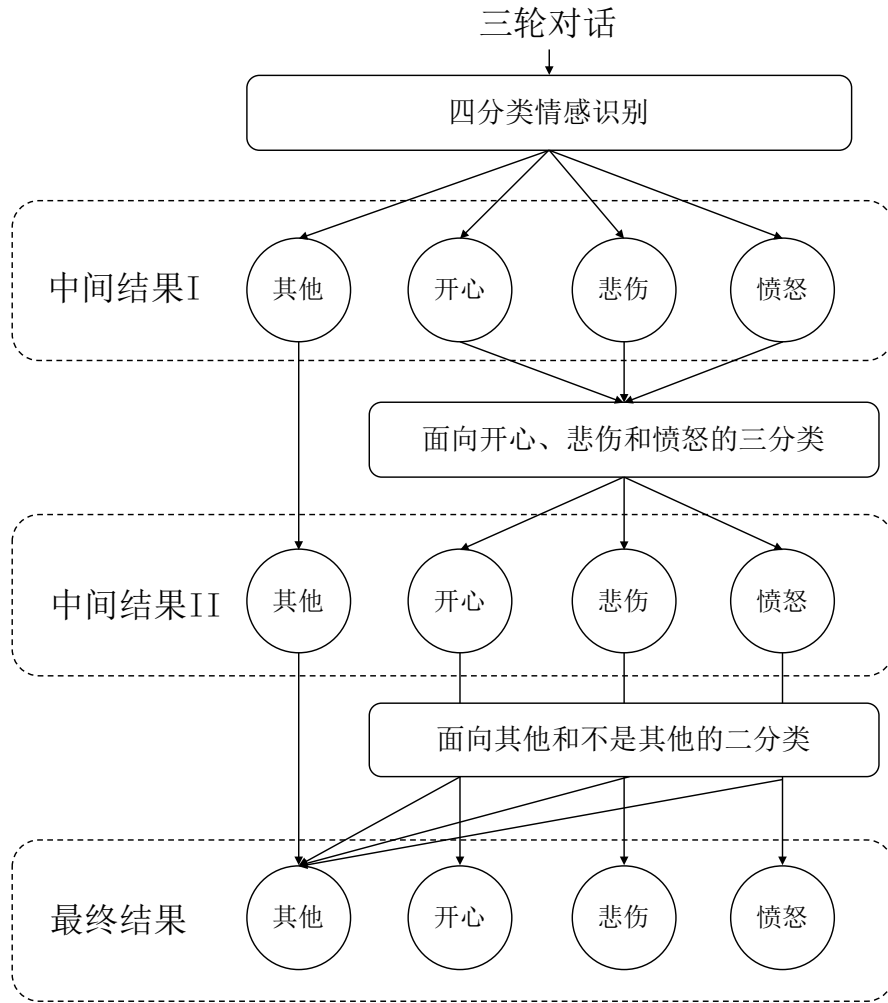 三轮对话
四分类情感识别
中间结果I
其他
开心
悲伤
愤怒
面向开心、悲伤和愤怒的三分类
中间结果II
其他
开心
悲伤
愤怒
面向其他和不是其他的二分类
最终结果
其他
开心
悲伤
愤怒